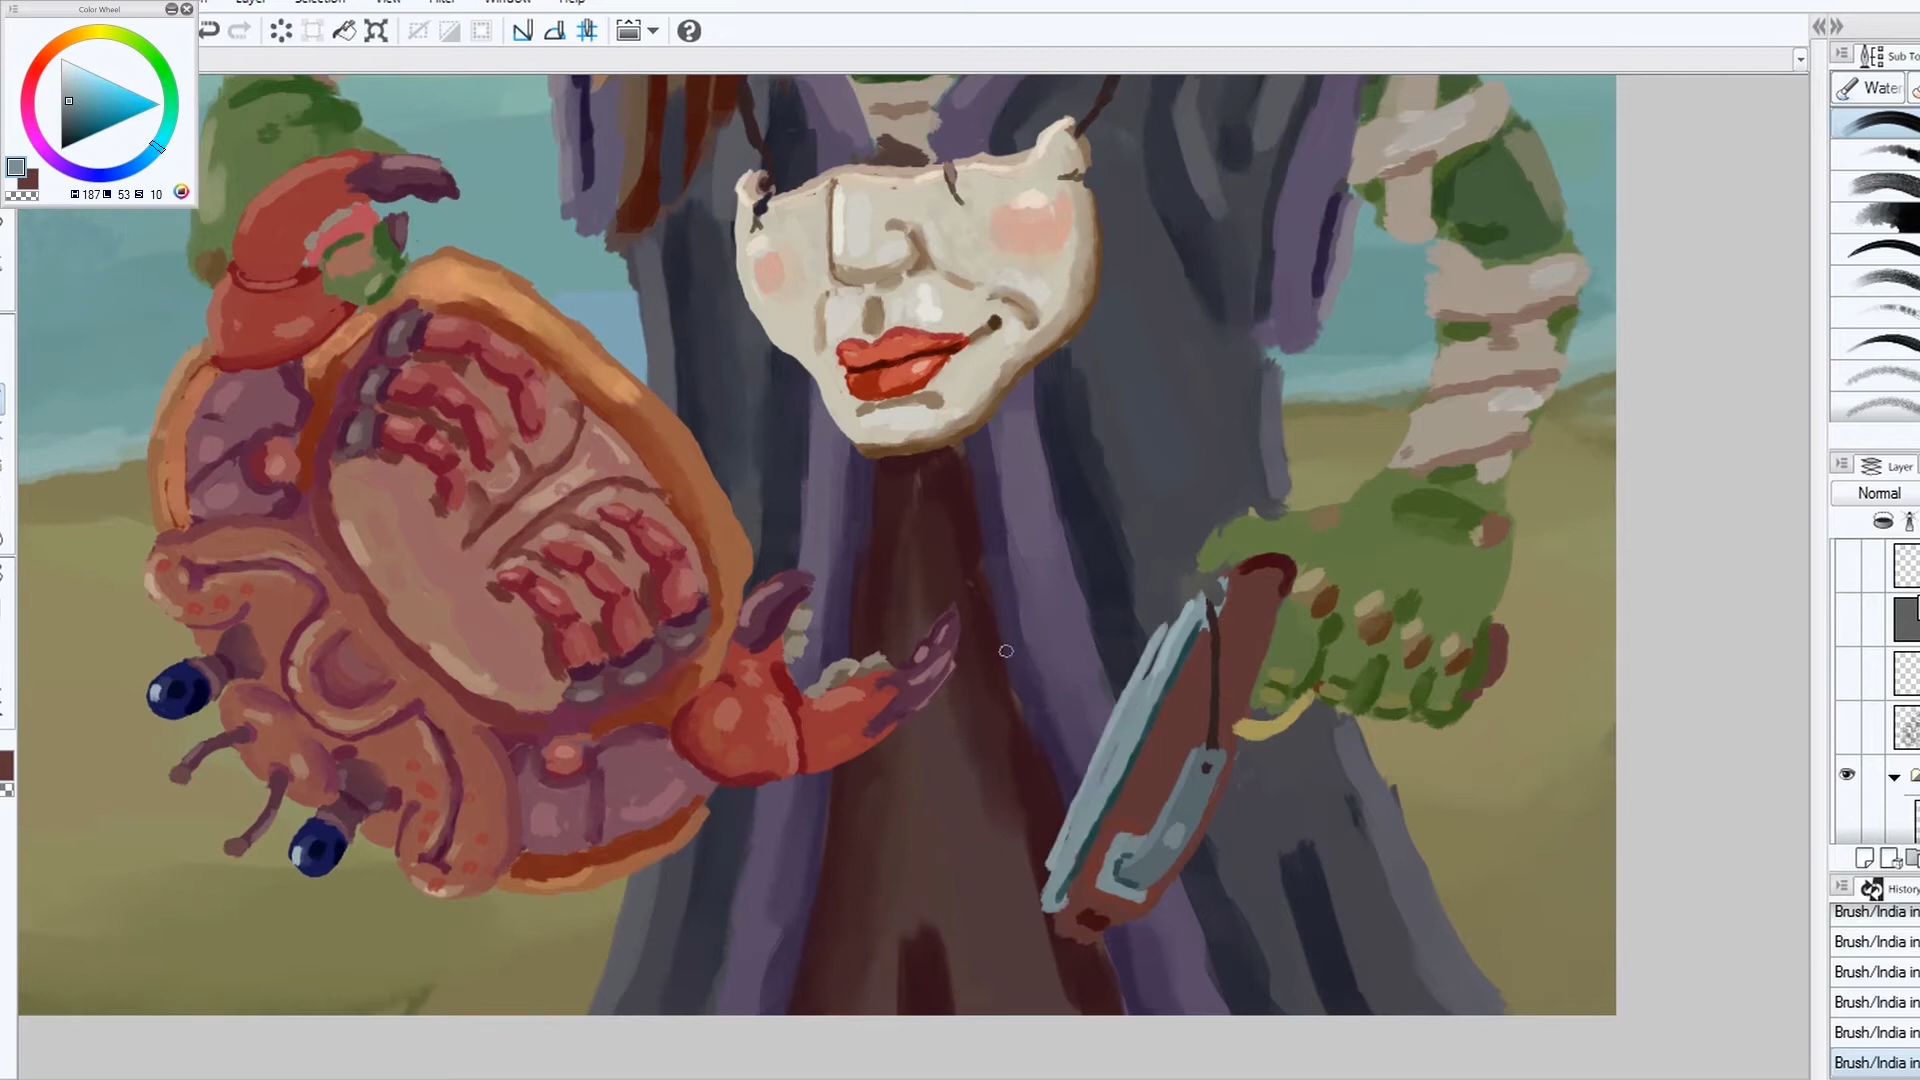 Color Wheel
H 187 L 53 S 10
Sub To
Water
Layer
Normal
History
Brush/India in
Brush/India in
Brush/India in
Brush/India in
Brush/India in
Brush/India in